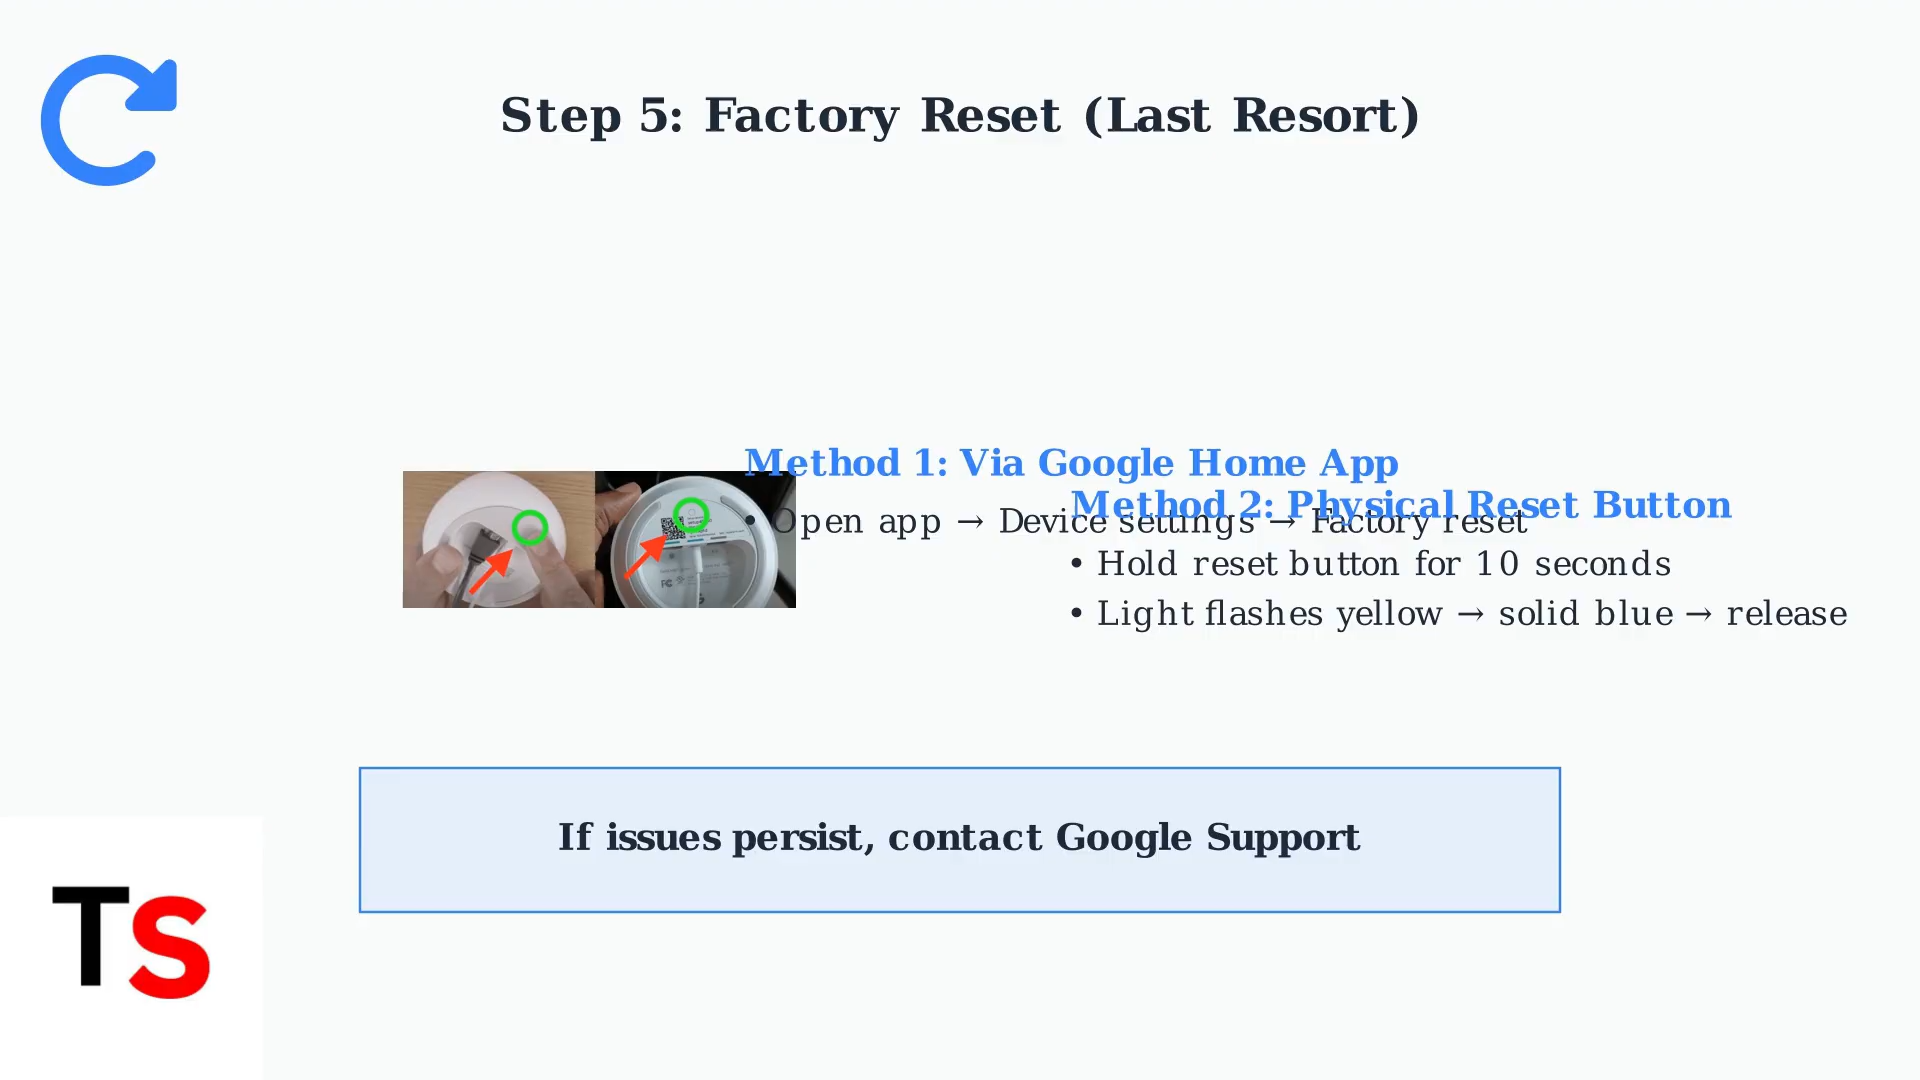 Step 5: Factory Reset (Last Resort)
Method 1: Via Google Home App
• Open app → Device settings → Factory reset
Method 2: Physical Reset Button
• Hold reset button for 10 seconds
• Light flashes yellow → solid blue → release
If issues persist, contact Google Support
TS